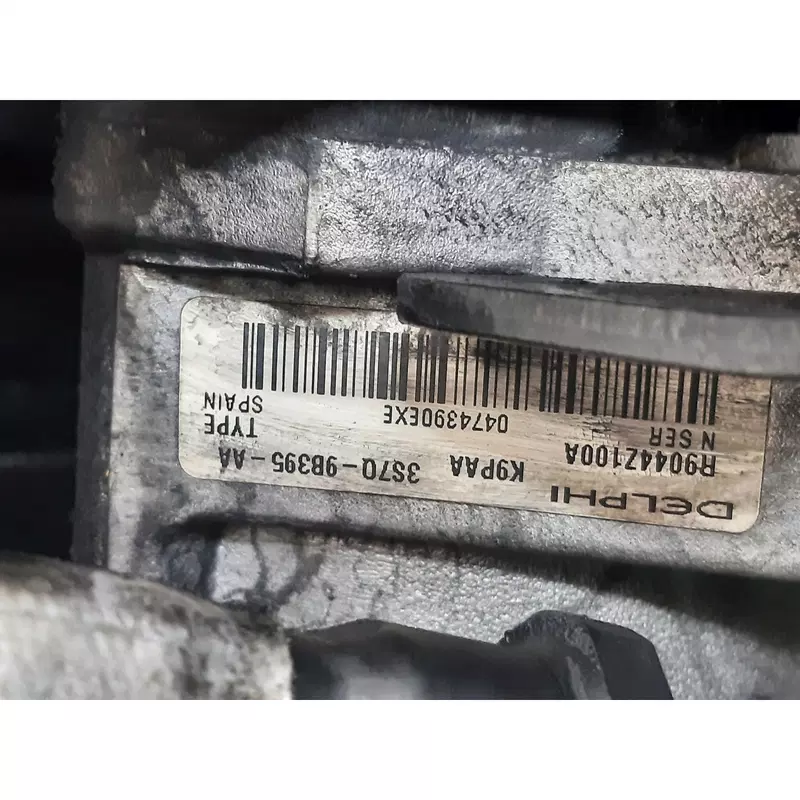 DELPHI K9PAA 3S7Q-9B395-AA
R9044Z100A TYPE
N SER 0474390EXE SPAIN